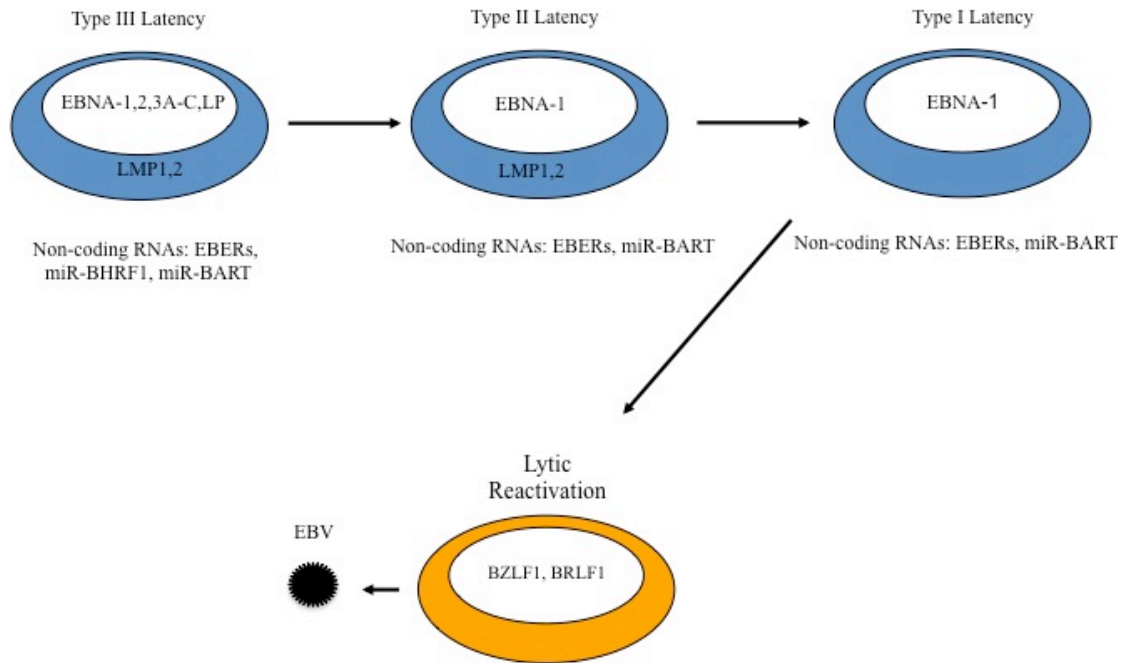 Type III Latency
Type II Latency
Type I Latency
EBNA-1,2,3A-C,LP
EBNA-1
EBNA-1
LMP1,2
LMP1,2
Non-coding RNAs: EBERs,
miR-BHRF1, miR-BART
Non-coding RNAs: EBERs, miR-BART
Non-coding RNAs: EBERs, miR-BART
Lytic
Reactivation
EBV
BZLF1, BRLF1